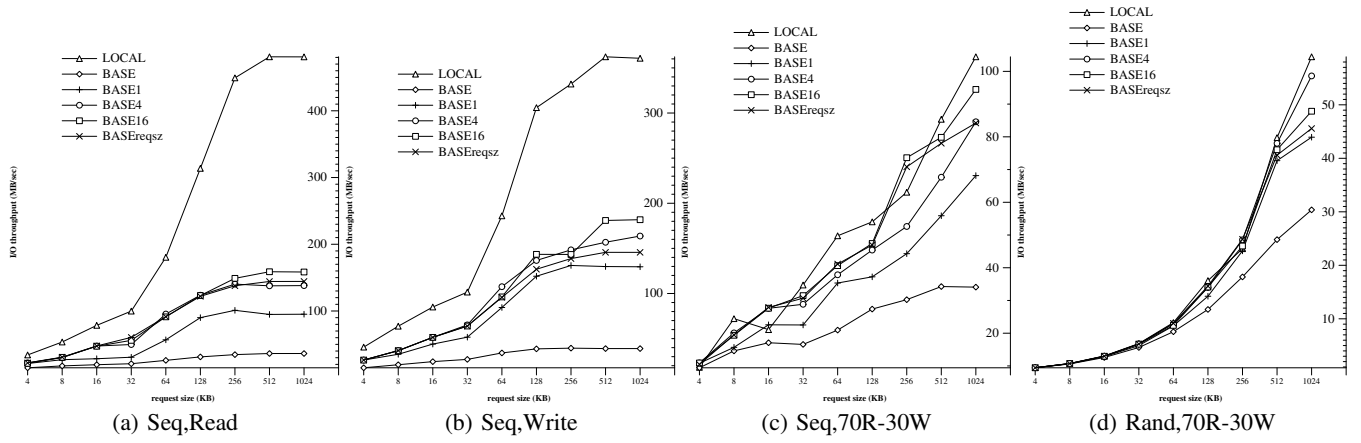 LOCAL
BASE
BASE1
BASE4
BASE16
BASEreqsz
400
300
200
100
I/O throughput (MB/sec)
4 8 16 32 64 128 256 512 1024
request size (KB)
(a) Seq,Read
LOCAL
BASE
BASE1
BASE4
BASE16
BASEreqsz
300
200
100
I/O throughput (MB/sec)
4 8 16 32 64 128 256 512 1024
request size (KB)
(b) Seq,Write
LOCAL
BASE
BASE1
BASE4
BASE16
BASEreqsz
100
80
60
40
20
I/O throughput (MB/sec)
4 8 16 32 64 128 256 512 1024
request size (KB)
(c) Seq,70R-30W
LOCAL
BASE
BASE1
BASE4
BASE16
BASEreqsz
50
40
30
20
10
I/O throughput (MB/sec)
4 8 16 32 64 128 256 512 1024
request size (KB)
(d) Rand,70R-30W